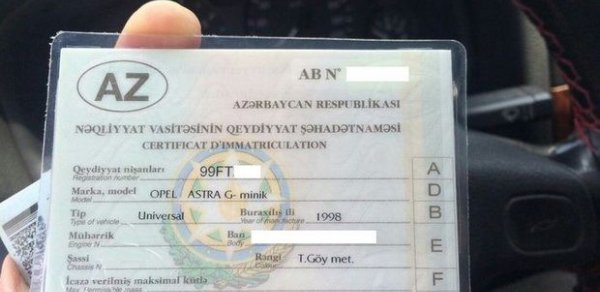 AZ
AB N°
AZƏRBAYCAN RESPUBLİKASI
NƏQLİYYAT VASİTƏSİNİN QEYDİYYAT ŞƏHADƏTNAMƏSİ
CERTIFICAT D'IMMATRICULATION
Qeydiyyat nişanları 99FT A
Registration number
Marka, model OPEL ASTRA G- minik D
Model
Tip Universal Buraxılış ili 1998 B
Type of vehicle Year of manufacture
Mühərrik Ban E
Engine N Body
Şassi Rəngi T.Göy met.
Chassis N Colour
İcazə verilmiş maksimal kütlə F